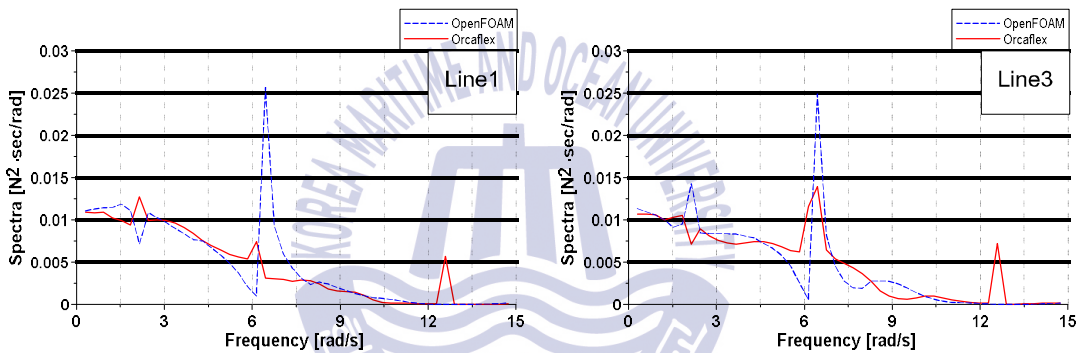 OpenFOAM
Orcaflex
Line1
0.03
0.025
0.02
0.015
0.01
0.005
0
Spectra [N² ·sec/rad]
0 3 6 9 12 15
Frequency [rad/s]
OpenFOAM
Orcaflex
Line3
0.03
0.025
0.02
0.015
0.01
0.005
0
Spectra [N² ·sec/rad]
0 3 6 9 12 15
Frequency [rad/s]
KOREA MARITIME AND OCEAN UNIVERSITY